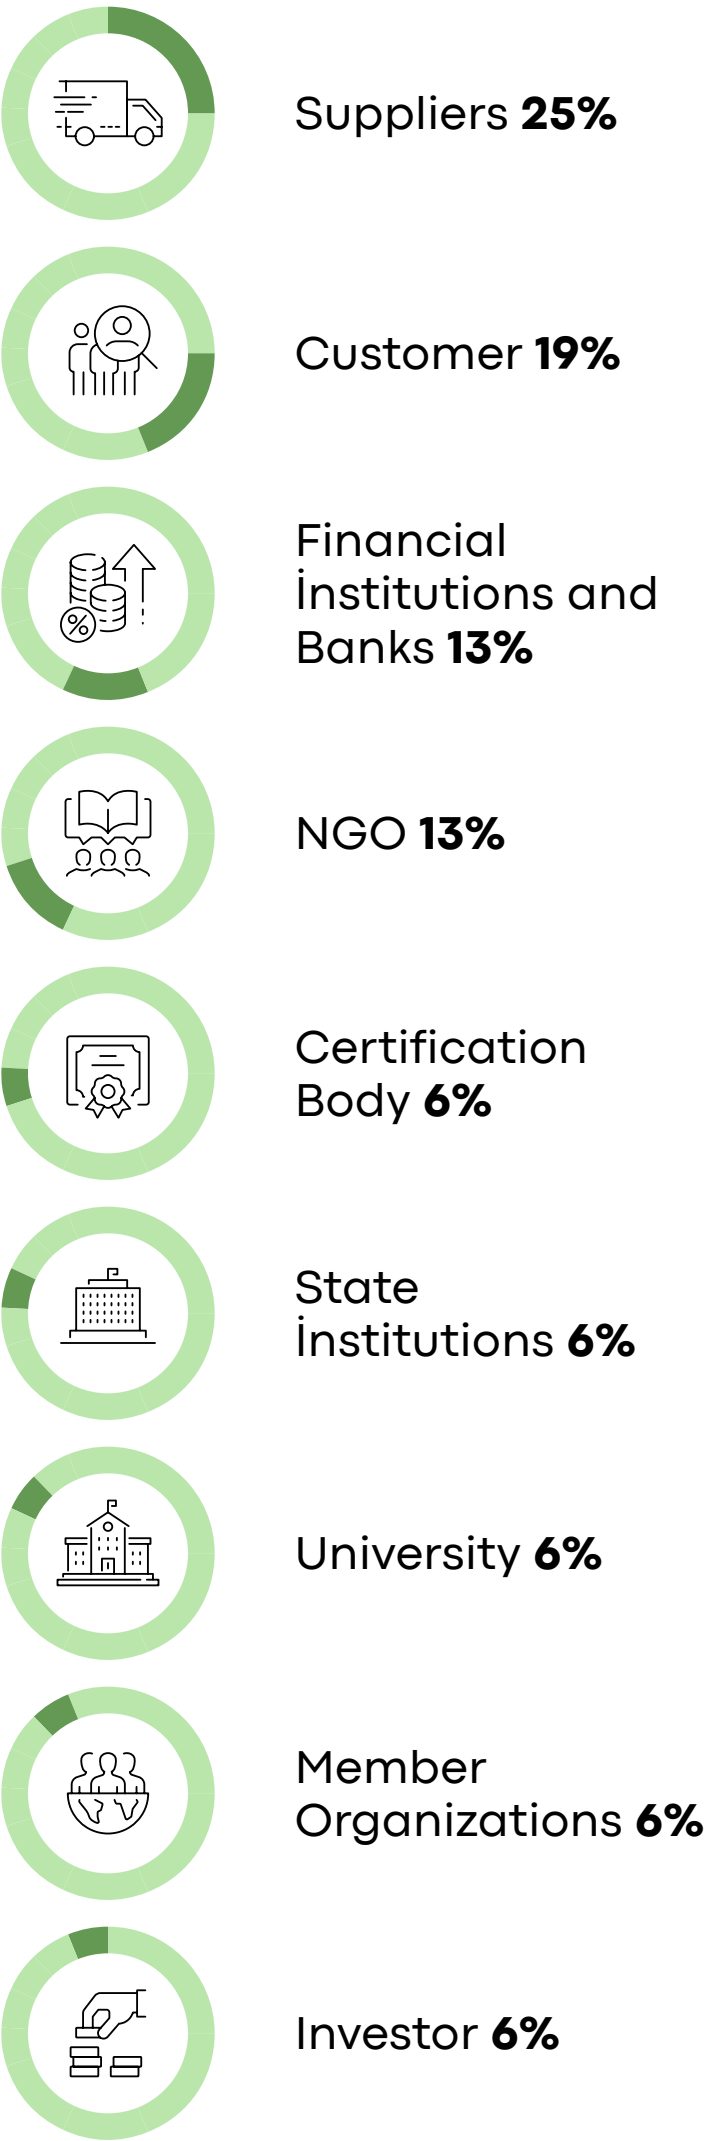 Suppliers 25%
Customer 19%
Financial
İnstitutions and
Banks 13%
NGO 13%
Certification
Body 6%
State
İnstitutions 6%
University 6%
Member
Organizations 6%
Investor 6%